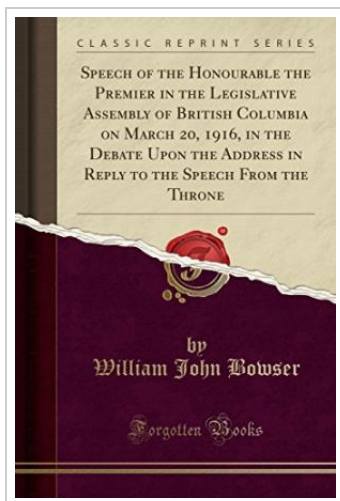 CLASSIC REPRINT SERIES
SPEECH OF THE HONOURABLE THE
PREMIER IN THE LEGISLATIVE
ASSEMBLY OF BRITISH COLUMBIA
ON MARCH 20, 1916, IN THE
DEBATE UPON THE ADDRESS IN
REPLY TO THE SPEECH FROM THE
THRONE
by
William John Bowser
Forgotten Books